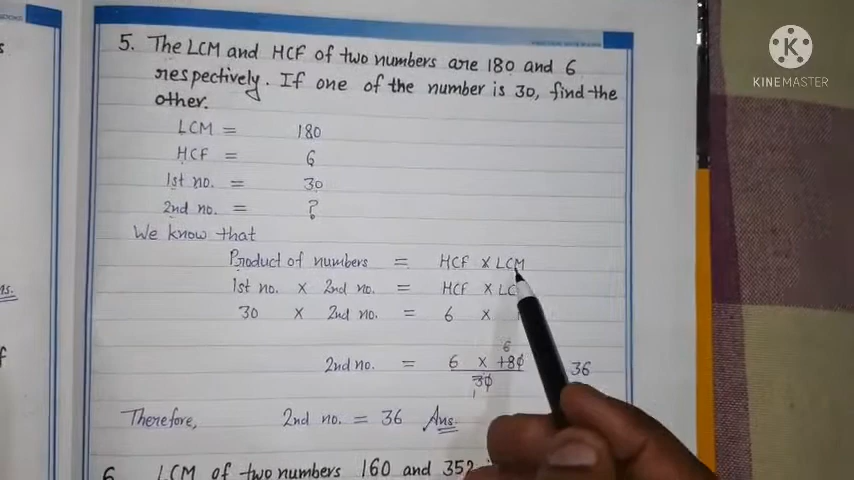 BOOKS
K
KINEMASTER
5. The LCM and HCF of two numbers are 180 and 6
respectively. If one of the number is 30, find the
other.
LCM = 180
HCF = 6
1st no. = 30
2nd no. = ?
We know that
Product of numbers = HCF X LCM
1st no. X 2nd no. = HCF X LC
30 X 2nd no. = 6 X
6
2nd no. = 6 X 180 36
30
1
Therefore, 2nd no. = 36 Ans
6. LCM of two numbers 160 and 352
s.
ns.
f